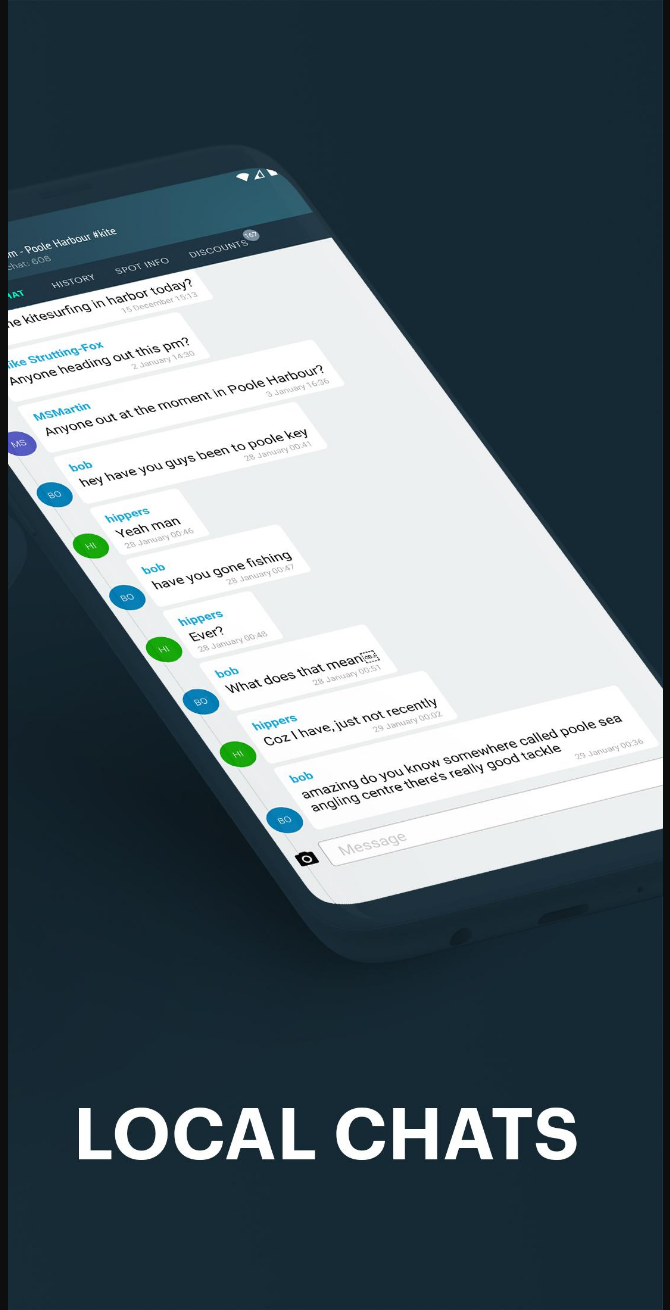 - Poole Harbour #kite
chat: 608
HISTORY
SPOT INFO
DISCOUNTS
167
kitesurfing in harbor today?
15 December 15:13
Strutting-Fox
Anyone heading out this pm?
2 January 14:30
MS
MSMartin
Anyone out at the moment in Poole Harbour?
3 January 16:36
BO
bob
hey have you guys been to poole key
28 January 00:41
HI
hippers
Yeah man
28 January 00:46
BO
bob
have you gone fishing
28 January 00:47
HI
hippers
Ever?
28 January 00:48
BO
bob
What does that mean
28 January 00:51
HI
hippers
Coz I have, just not recently
29 January 00:02
BO
bob
amazing do you know somewhere called poole sea
angling centre there's really good tackle
29 January 00:36
Message
LOCAL CHATS